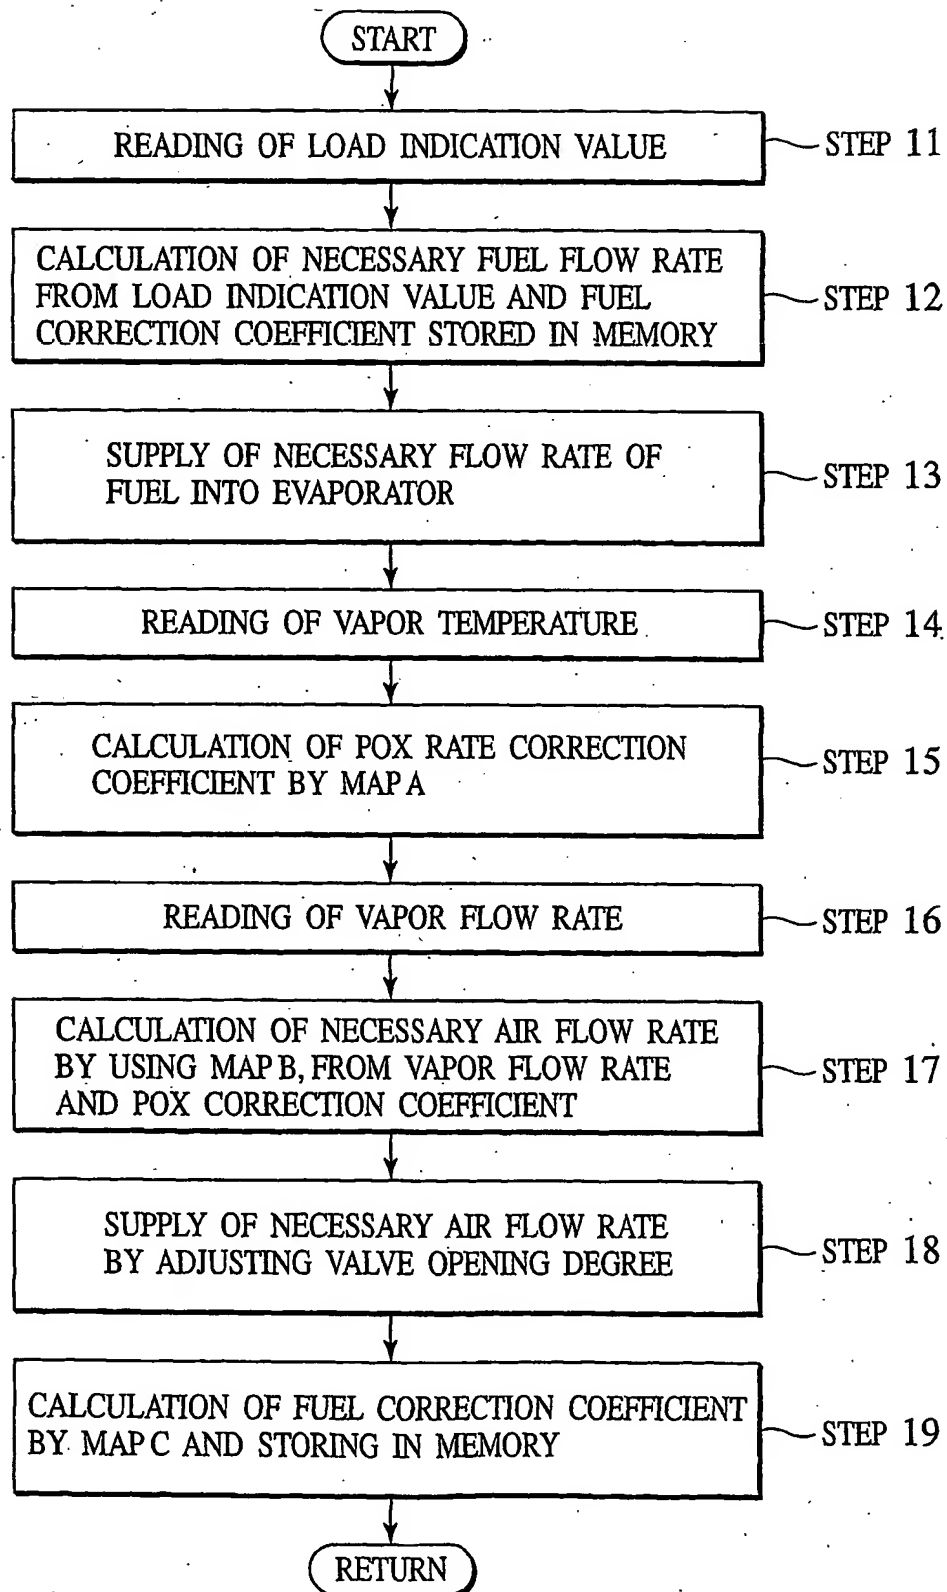 START
READING OF LOAD INDICATION VALUE
STEP 11
CALCULATION OF NECESSARY FUEL FLOW RATE
FROM LOAD INDICATION VALUE AND FUEL
CORRECTION COEFFICIENT STORED IN MEMORY
STEP 12
SUPPLY OF NECESSARY FLOW RATE OF
FUEL INTO EVAPORATOR
STEP 13
READING OF VAPOR TEMPERATURE
STEP 14
CALCULATION OF POX RATE CORRECTION
COEFFICIENT BY MAP A
STEP 15
READING OF VAPOR FLOW RATE
STEP 16
CALCULATION OF NECESSARY AIR FLOW RATE
BY USING MAP B, FROM VAPOR FLOW RATE
AND POX CORRECTION COEFFICIENT
STEP 17
SUPPLY OF NECESSARY AIR FLOW RATE
BY ADJUSTING VALVE OPENING DEGREE
STEP 18
CALCULATION OF FUEL CORRECTION COEFFICIENT
BY MAP C AND STORING IN MEMORY
STEP 19
RETURN